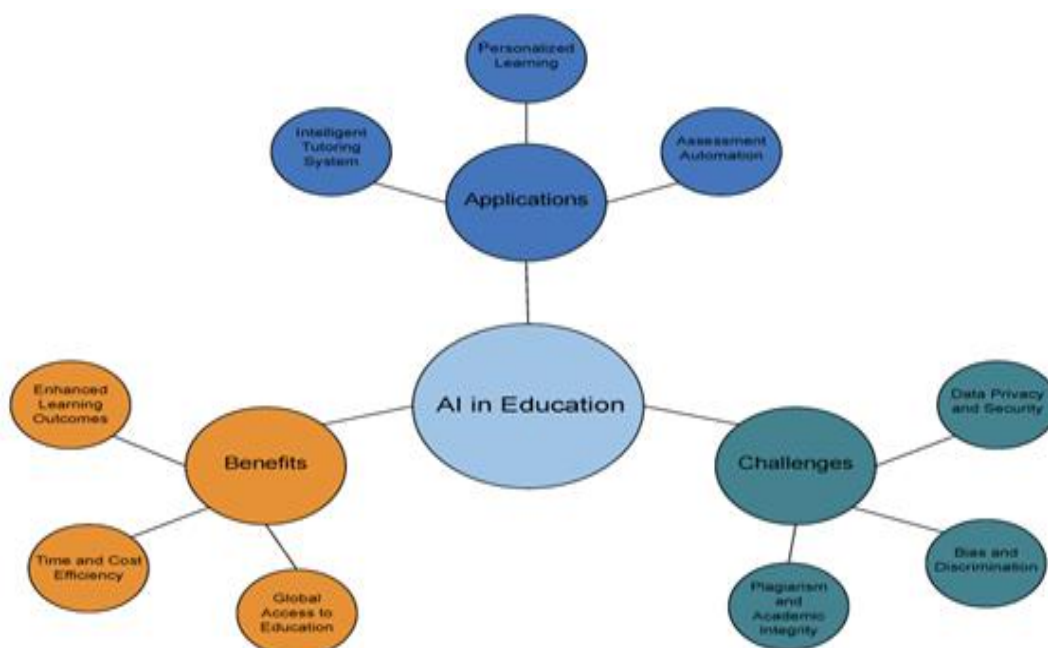 Personalized
Learning
Intelligent
Tutoring
System
Assessment
Automation
Applications
AI in Education
Enhanced
Learning
Outcomes
Benefits
Time and Cost
Efficiency
Global
Access to
Education
Data Privacy
and Security
Challenges
Bias and
Discrimination
Plagiarism
and
Academic
Integrity